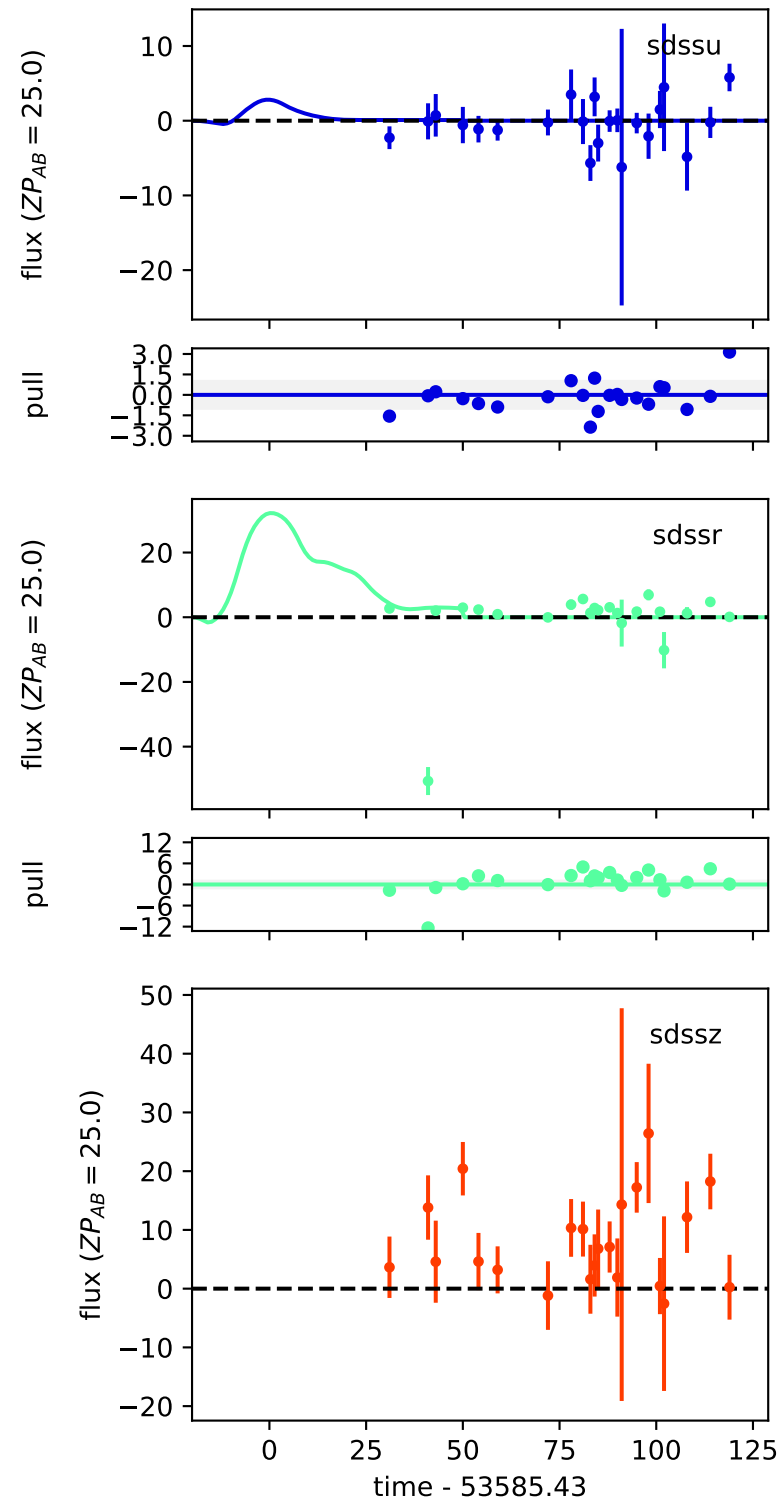 sdssu
10
0
−10
−20
flux (ZP_AB = 25.0)
3.0
1.5
0.0
−1.5
−3.0
pull
sdssr
20
0
−20
−40
flux (ZP_AB = 25.0)
12
6
0
−6
−12
pull
sdssz
50
40
30
20
10
0
−10
−20
flux (ZP_AB = 25.0)
0 25 50 75 100 125
time - 53585.43